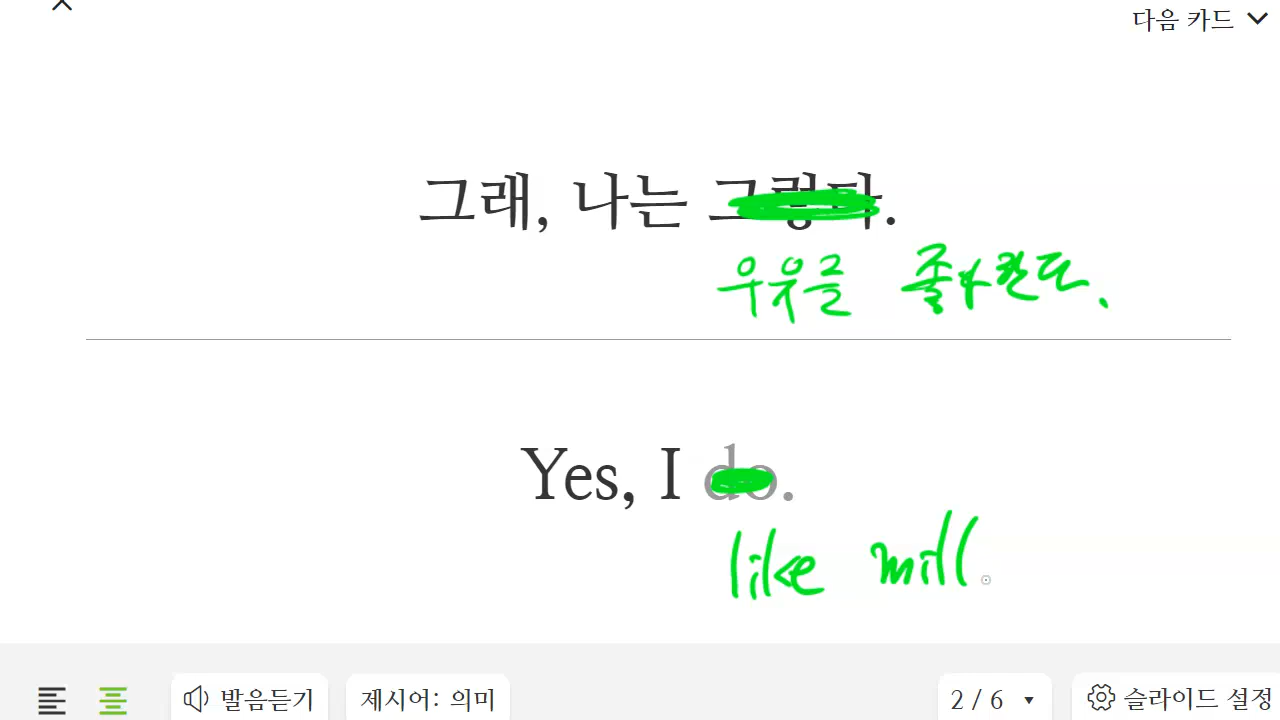 다음 카드
그래, 나는 그렇다.
우유를 좋아한다.
Yes, I do.
like mil
발음듣기
제시어: 의미
2 / 6
슬라이드 설정